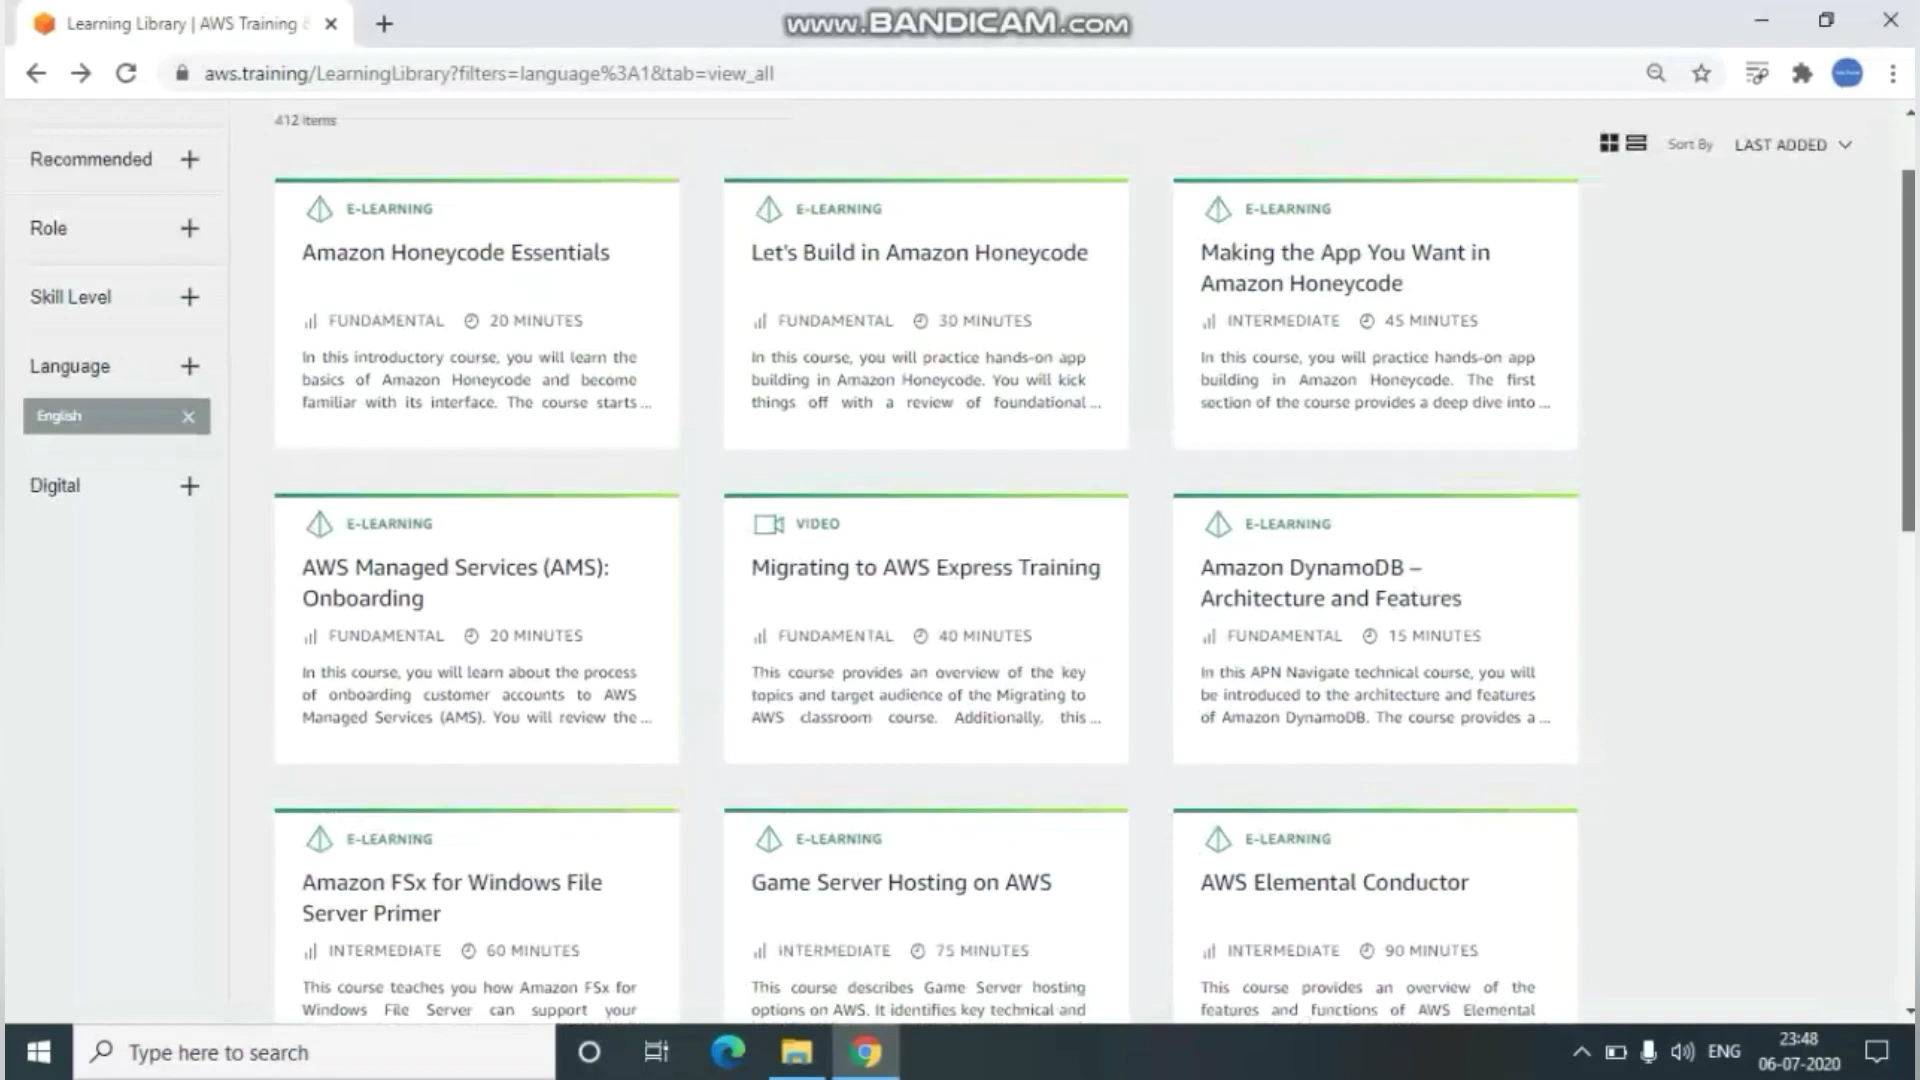 Learning Library | AWS Training
www.BANDICAM.com
aws.training/LearningLibrary?filters=language%3A1&tab=view_all
412 items
Sort By LAST ADDED
Recommended
Role
Skill Level
Language
English
Digital
E-LEARNING
Amazon Honeycode Essentials
FUNDAMENTAL 20 MINUTES
In this introductory course, you will learn the
basics of Amazon Honeycode and become
familiar with its interface. The course starts ...
E-LEARNING
Let's Build in Amazon Honeycode
FUNDAMENTAL 30 MINUTES
In this course, you will practice hands-on app
building in Amazon Honeycode. You will kick
things off with a review of foundational ...
E-LEARNING
Making the App You Want in
Amazon Honeycode
INTERMEDIATE 45 MINUTES
In this course, you will practice hands-on app
building in Amazon Honeycode. The first
section of the course provides a deep dive into ...
E-LEARNING
AWS Managed Services (AMS):
Onboarding
FUNDAMENTAL 20 MINUTES
In this course, you will learn about the process
of onboarding customer accounts to AWS
Managed Services (AMS). You will review the ...
VIDEO
Migrating to AWS Express Training
FUNDAMENTAL 40 MINUTES
This course provides an overview of the key
topics and target audience of the Migrating to
AWS classroom course. Additionally, this ...
E-LEARNING
Amazon DynamoDB –
Architecture and Features
FUNDAMENTAL 15 MINUTES
In this APN Navigate technical course, you will
be introduced to the architecture and features
of Amazon DynamoDB. The course provides a ...
E-LEARNING
Amazon FSx for Windows File
Server Primer
INTERMEDIATE 60 MINUTES
This course teaches you how Amazon FSx for
Windows File Server can support your
E-LEARNING
Game Server Hosting on AWS
INTERMEDIATE 75 MINUTES
This course describes Game Server hosting
options on AWS. It identifies key technical and
E-LEARNING
AWS Elemental Conductor
INTERMEDIATE 90 MINUTES
This course provides an overview of the
features and functions of AWS Elemental
Type here to search
ENG
23:48
06-07-2020